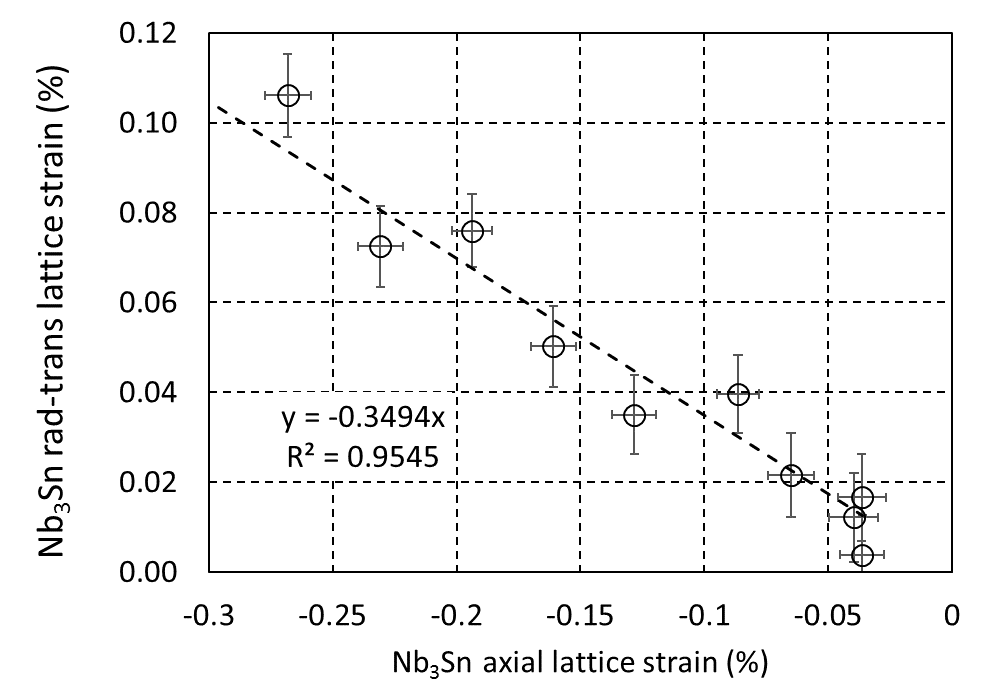 Nb₃Sn rad-trans lattice strain (%)
0.12
0.10
0.08
0.06
0.04
0.02
0.00
y = -0.3494x
R² = 0.9545
-0.3 -0.25 -0.2 -0.15 -0.1 -0.05 0
Nb₃Sn axial lattice strain (%)